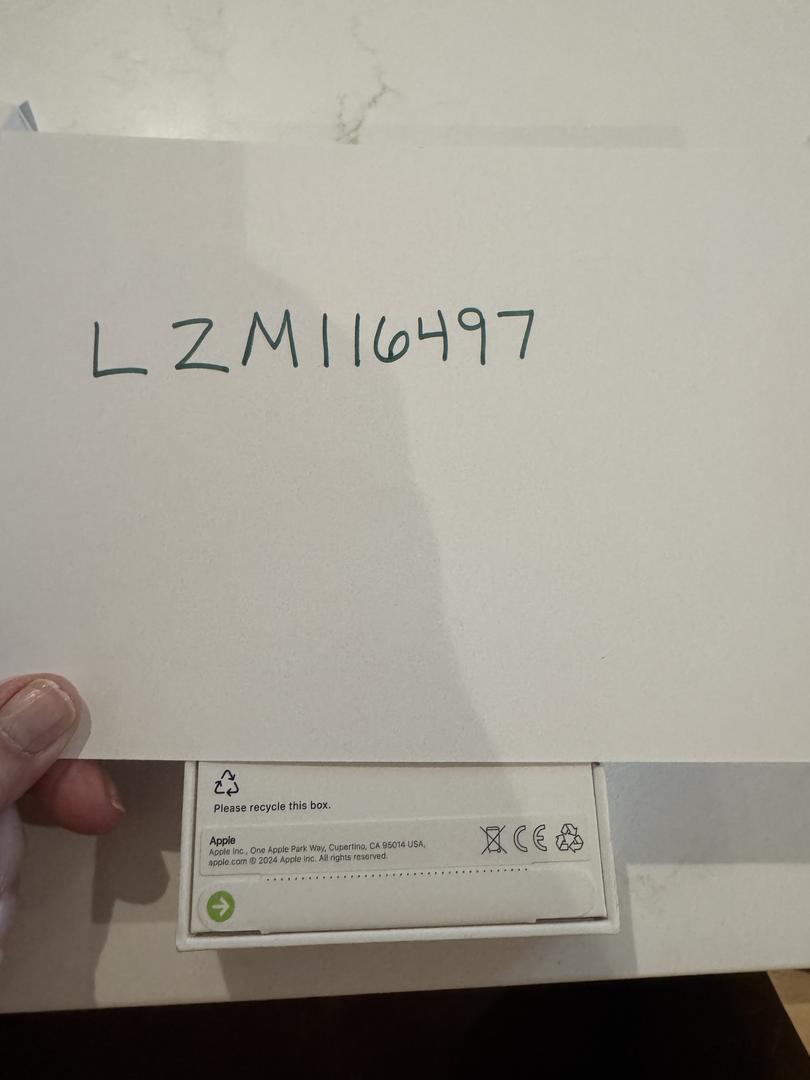 LZM116497
Please recycle this box.
Apple
Apple Inc., One Apple Park Way, Cupertino, CA 95014 USA,
apple.com © 2024 Apple Inc. All rights reserved.
CE